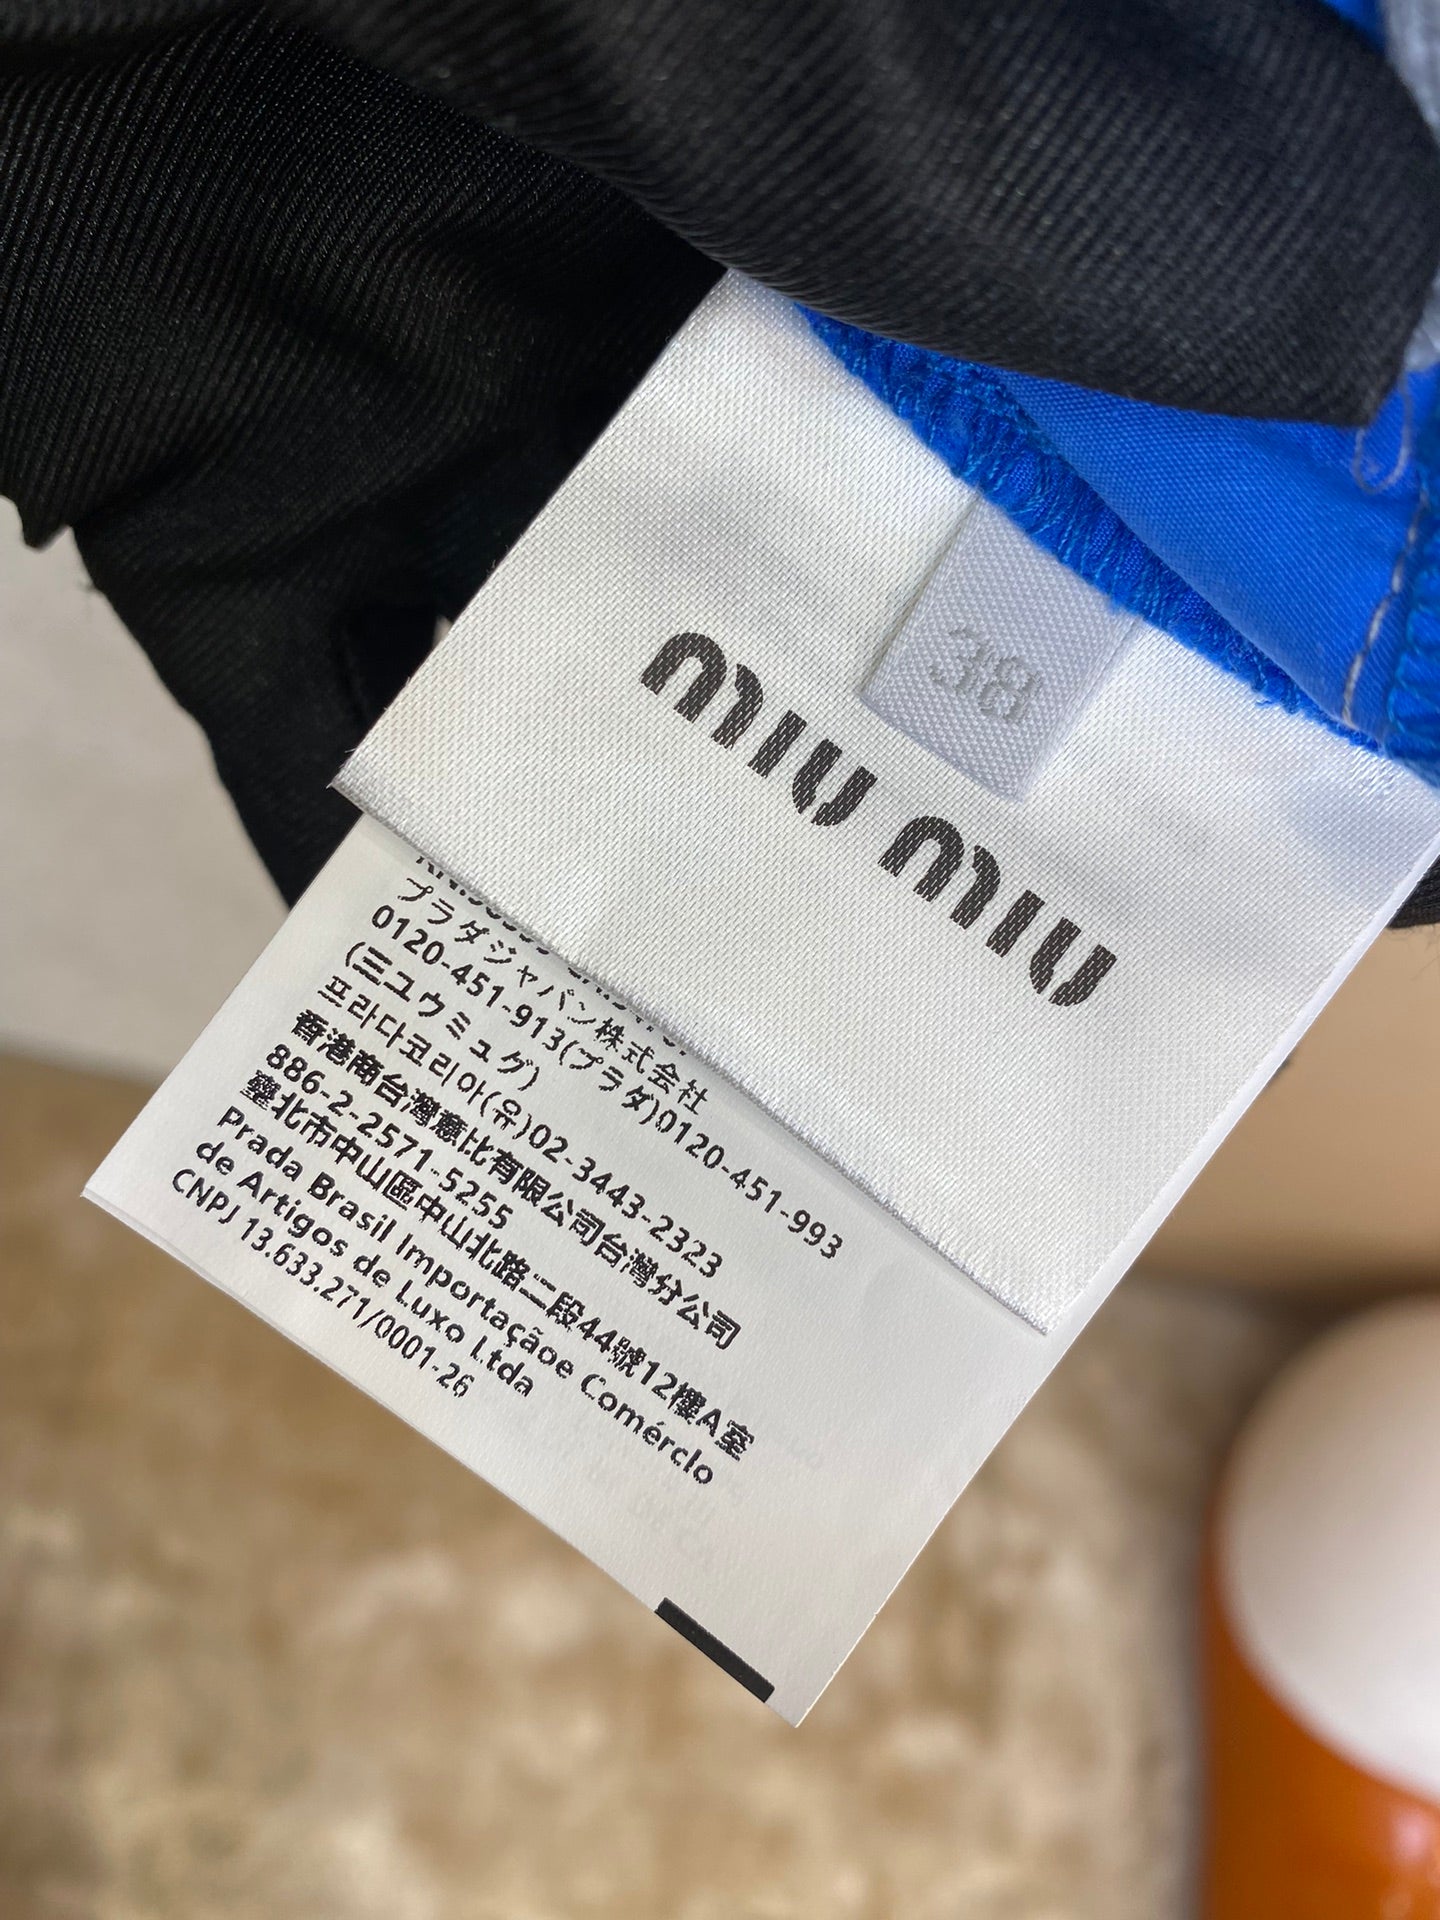 38
miu miu
プラダジャパン株式会社
0120-451-913(プラダ)0120-451-993
(三ユウミュグ)
프라다코리아(유)02-3443-2323
香港商台灣意比有限公司台灣分公司
886-2-2571-5255
臺北市中山區中山北路二段44號12樓A室
Prada Brasil Importaçãoe Comérclo
de Artigos de Luxo Ltda
CNPJ 13.633.271/0001-26